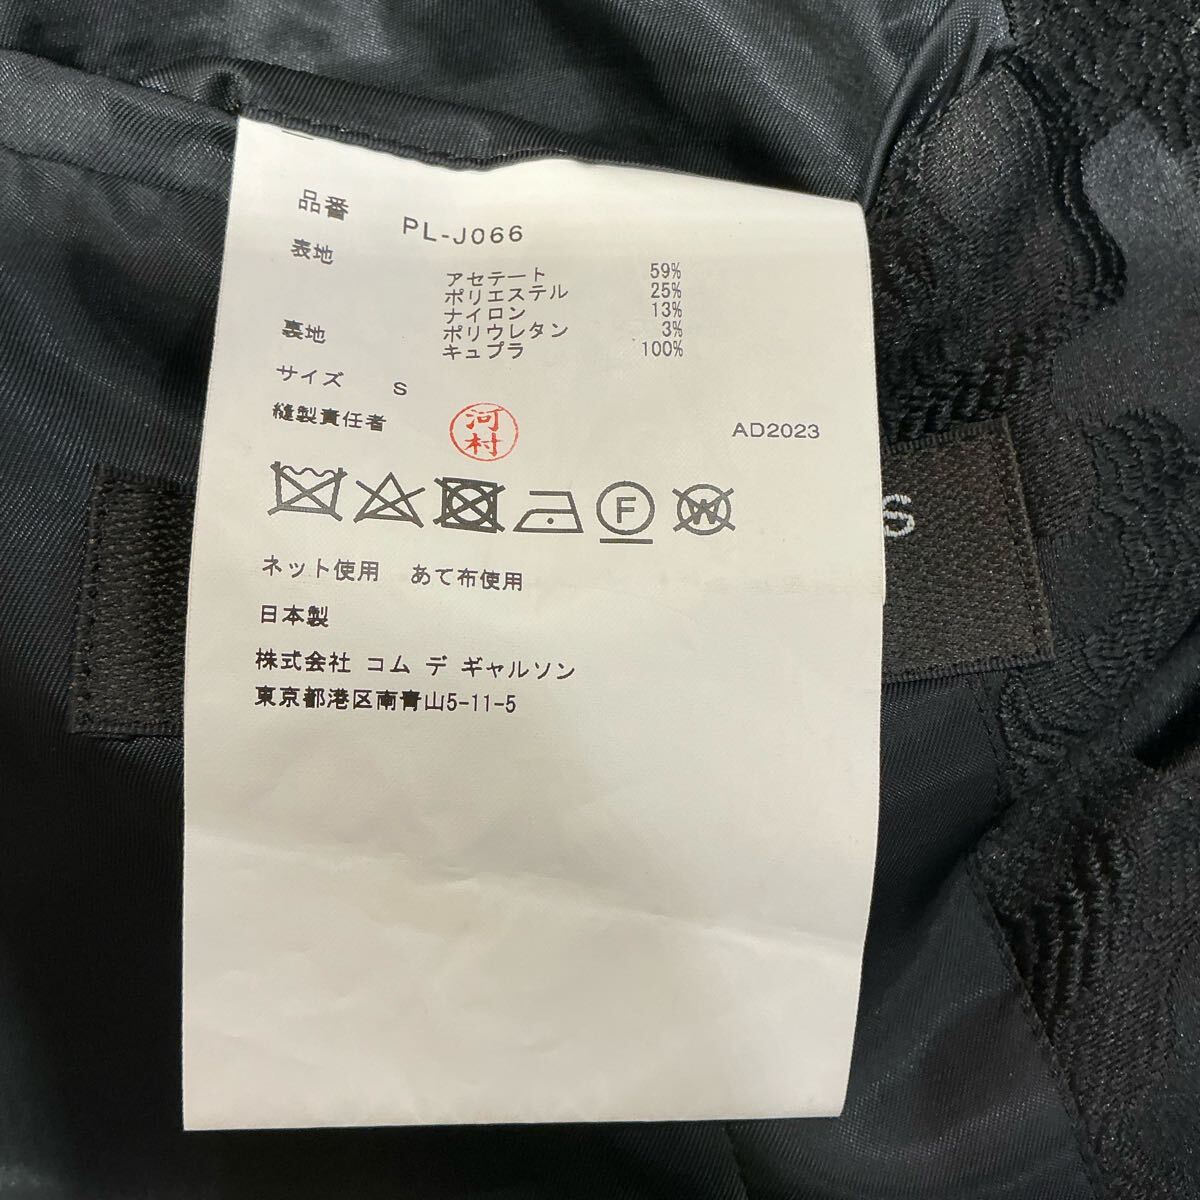 品番 PL-J066
表地
アセテート 59%
ポリエステル 25%
ナイロン 13%
ポリウレタン 3%
裏地
キュプラ 100%
サイズ S
縫製責任者 河村
AD2023
F
W
S
ネット使用 あて布使用
日本製
株式会社 コム デ ギャルソン
東京都港区南青山5-11-5